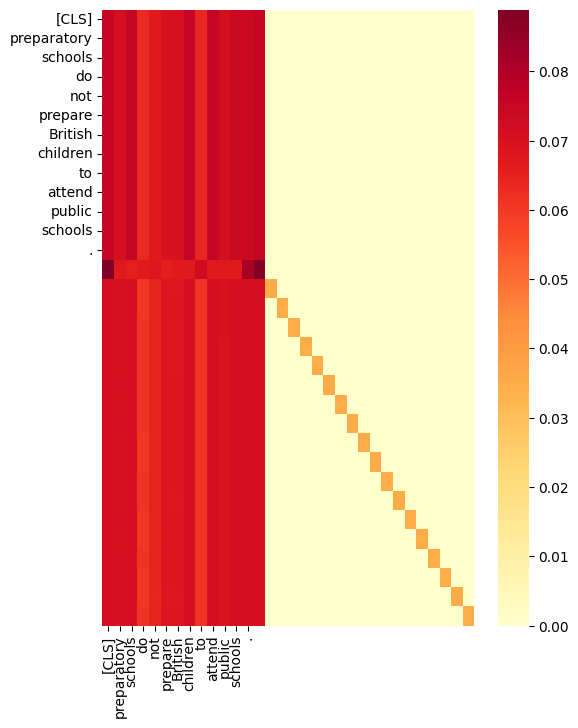 [CLS]
preparatory
schools
do
not
prepare
British
children
to
attend
public
schools
.
0.08
0.07
0.06
0.05
0.04
0.03
0.02
0.01
0.00
[CLS]
preparatory
schools
do
not
prepare
British
children
to
attend
public
schools
.